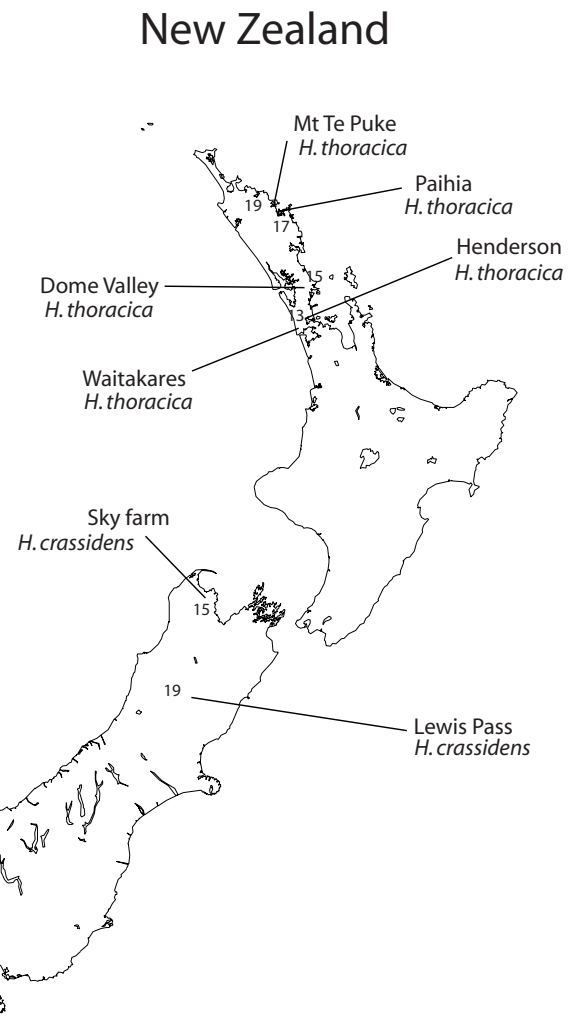 New Zealand
Mt Te Puke
H. thoracica
19
Paihia
H. thoracica
17
Henderson
H. thoracica
15
Dome Valley
H. thoracica
13
Waitakares
H. thoracica
Sky farm
H. crassidens
15
19
Lewis Pass
H. crassidens